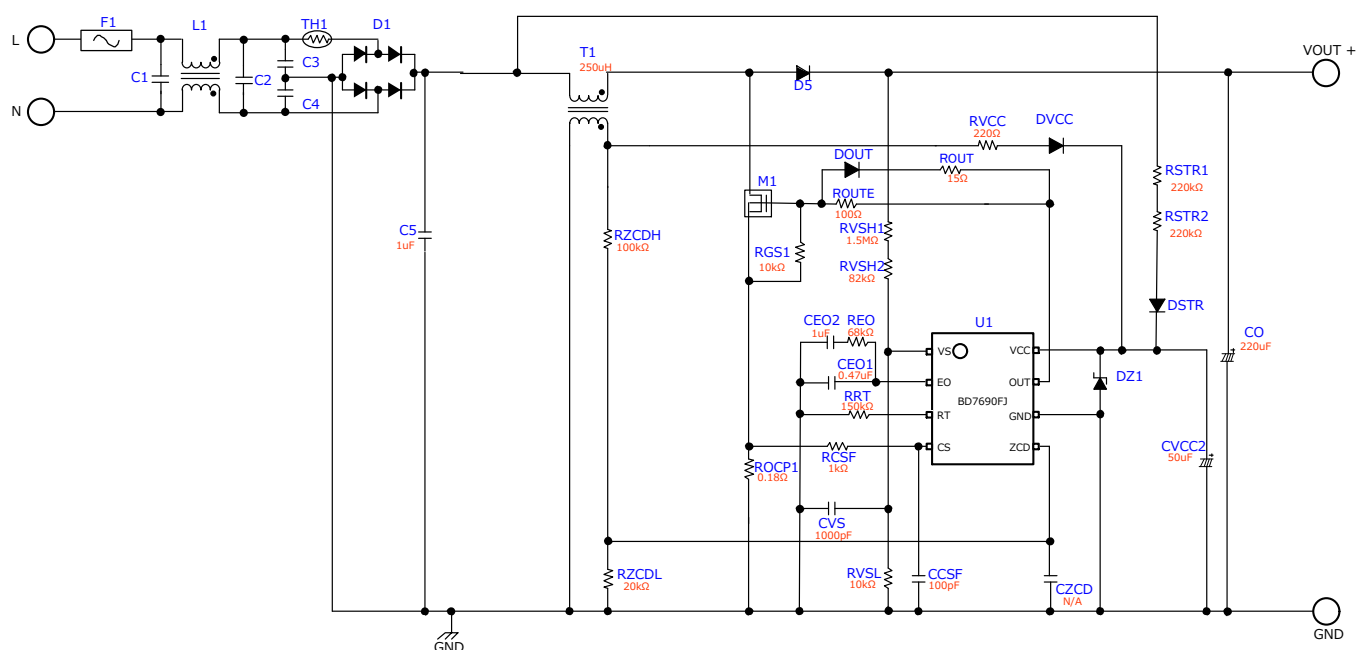 F1
L
L1
TH1
D1
C1
C2
C3
C4
N
T1
250uH
D5
VOUT +
RVCC
220Ω
DVCC
DOUT
ROUT
15Ω
M1
ROUTE
100Ω
RSTR1
220kΩ
RSTR2
220kΩ
C5
1uF
RZCDH
100kΩ
RGS1
10kΩ
RVSH1
1.5MΩ
RVSH2
82kΩ
DSTR
CEO2
1uF
REO
68kΩ
U1
CO
220uF
CEO1
0.47uF
VS
VCC
EO
OUT
DZ1
RRT
150kΩ
BD7690FJ
RT
GND
CS
ZCD
RCSF
1kΩ
ROCP1
0.18Ω
CVCC2
50uF
CVS
1000pF
RZCDL
20kΩ
RVSL
10kΩ
CCSF
100pF
CZCD
N/A
GND
GND